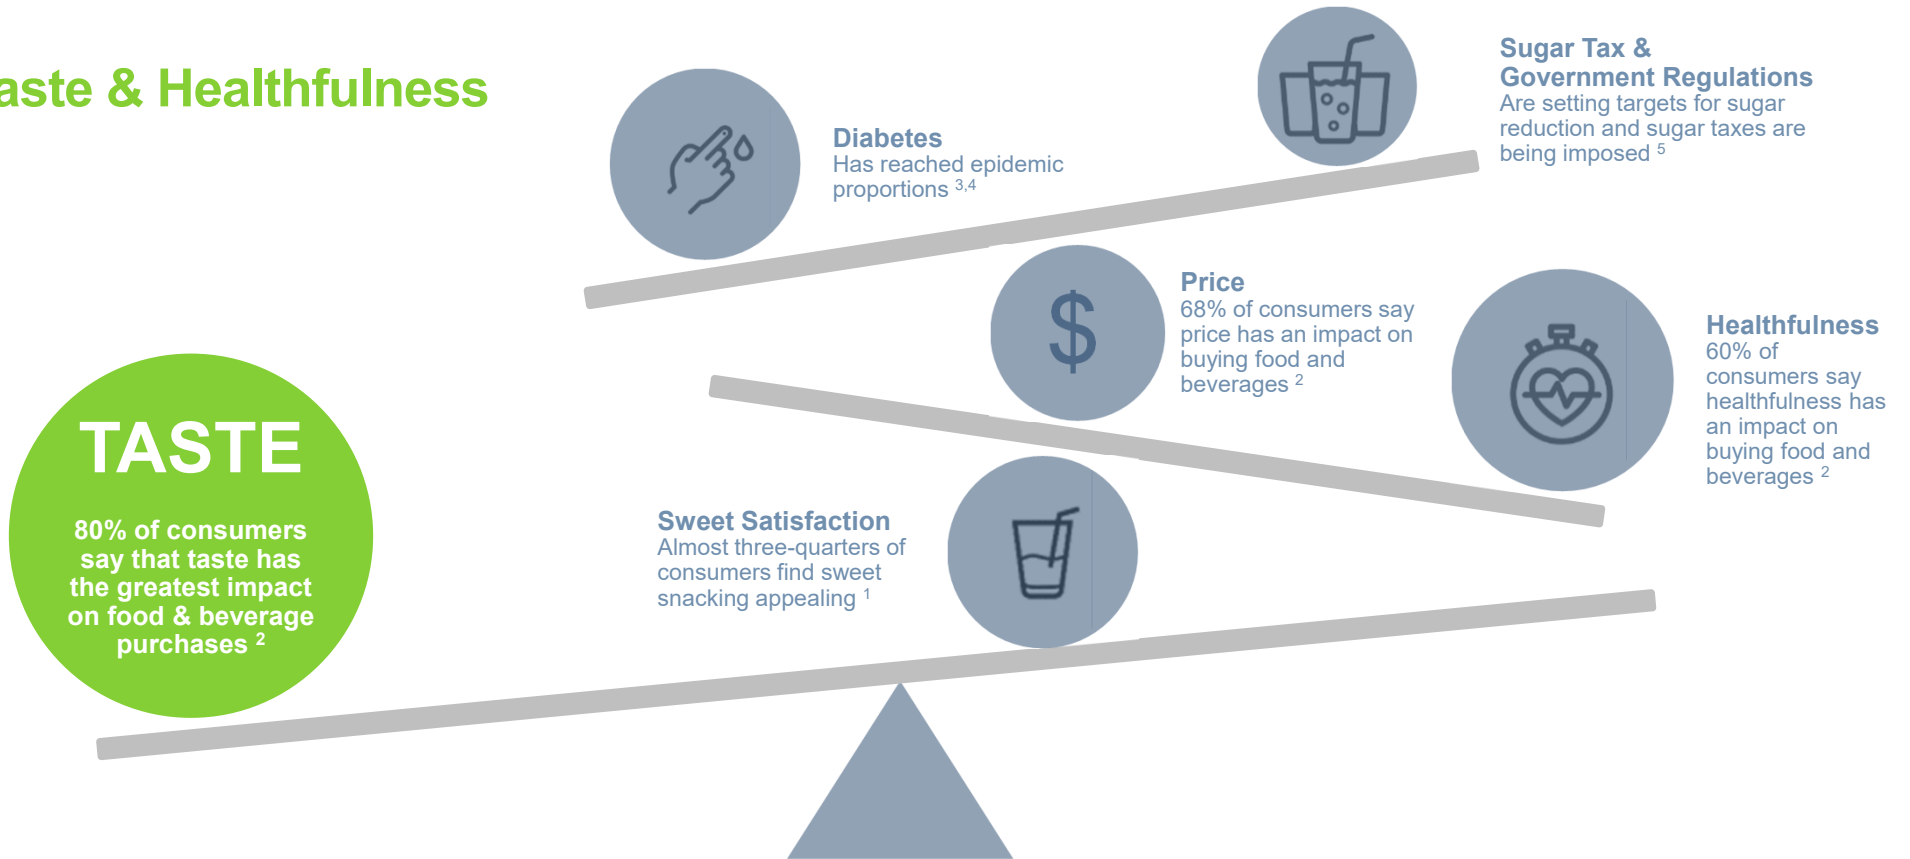 aste & Healthfulness
Sugar Tax &
Government Regulations
Are setting targets for sugar
reduction and sugar taxes are
being imposed 5
Diabetes
Has reached epidemic
proportions 3,4
$
Price
68% of consumers say
price has an impact on
buying food and
beverages 2
Healthfulness
60% of
consumers say
healthfulness has
an impact on
buying food and
beverages 2
TASTE
80% of consumers
say that taste has
the greatest impact
on food & beverage
purchases 2
Sweet Satisfaction
Almost three-quarters of
consumers find sweet
snacking appealing 1